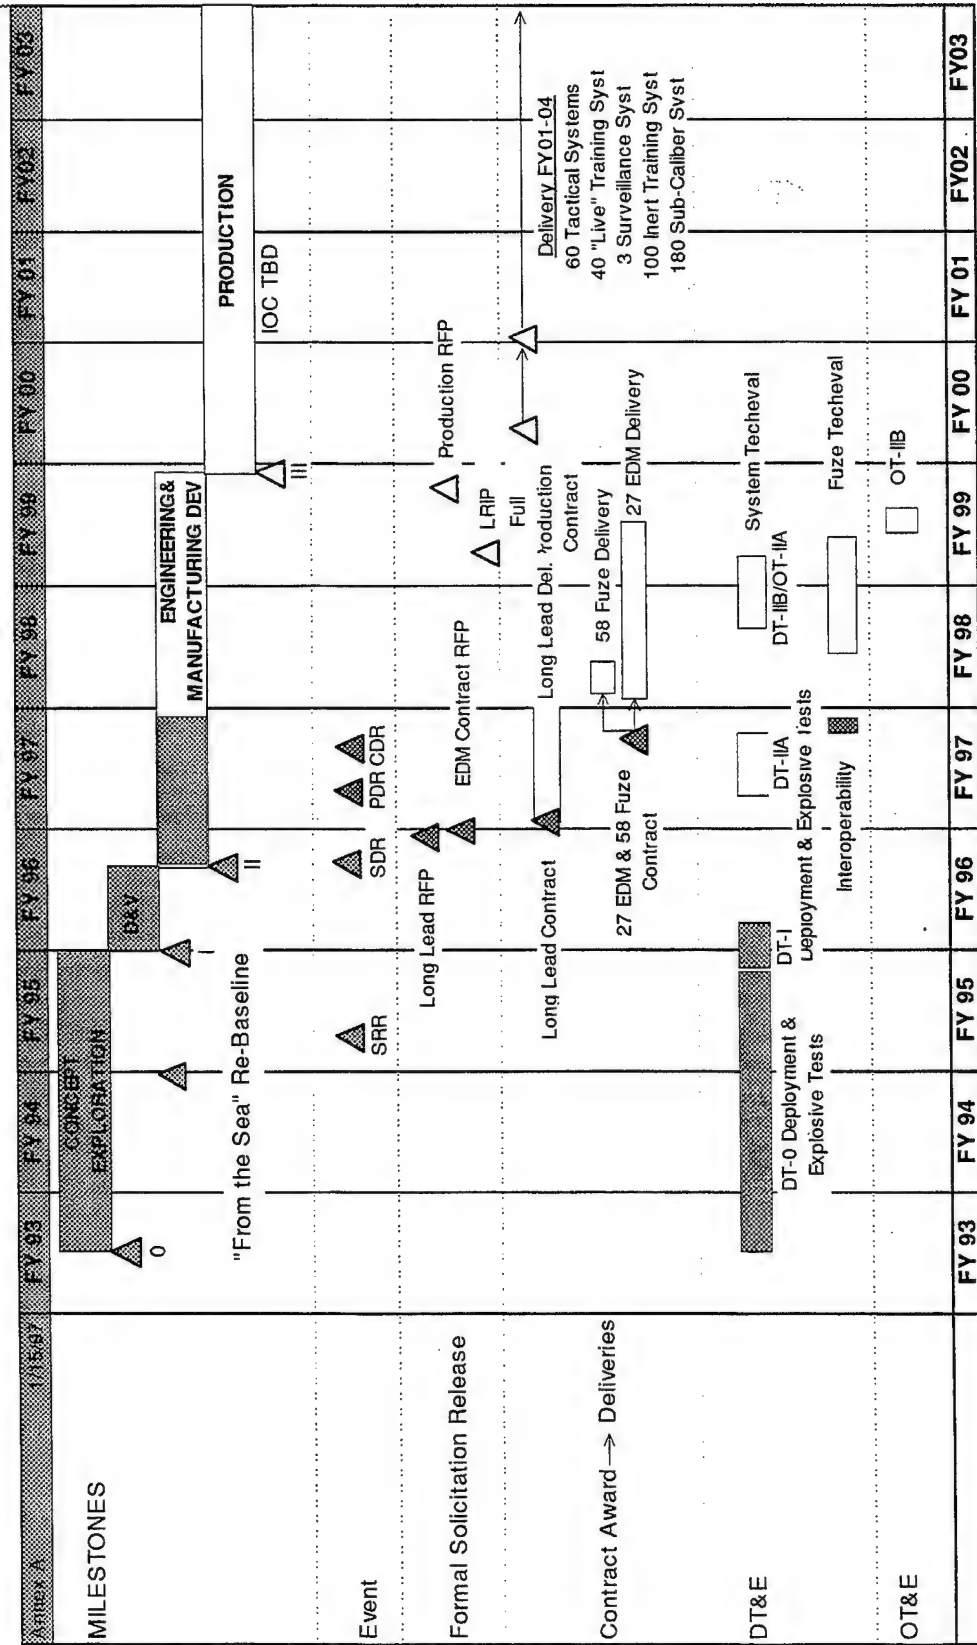 Annex A 1/15/97 FY 93 FY 94 FY 95 FY 96 FY 97 FY 98 FY 99 FY 00 FY 01 FY02 FY 03
MILESTONES
CONCEPT
EXPLORATION
D&V
ENGINEERING&
MANUFACTURING DEV
PRODUCTION
0
I
II
III
IOC TBD
"From the Sea" Re-Baseline
Event
SRR
SDR
PDR CDR
Formal Solicitation Release
Long Lead RFP
EDM Contract RFP
Production RFP
LRIP
Full
Production
Contract
Contract Award → Deliveries
Long Lead Contract
Long Lead Del.
27 EDM & 58 Fuze
Contract
58 Fuze Delivery
27 EDM Delivery
Delivery FY01-04
60 Tactical Systems
40 "Live" Training Syst
3 Surveillance Syst
100 Inert Training Syst
180 Sub-Caliber Syst
DT&E
DT-0 Deployment &
Explosive Tests
DT-I
Deployment & Explosive Tests
DT-IIA
Interoperability
System Techeval
DT-IIB/OT-IIA
Fuze Techeval
OT&E
OT-IIB
FY 93 FY 94 FY 95 FY 96 FY 97 FY 98 FY 99 FY 00 FY 01 FY02 FY03